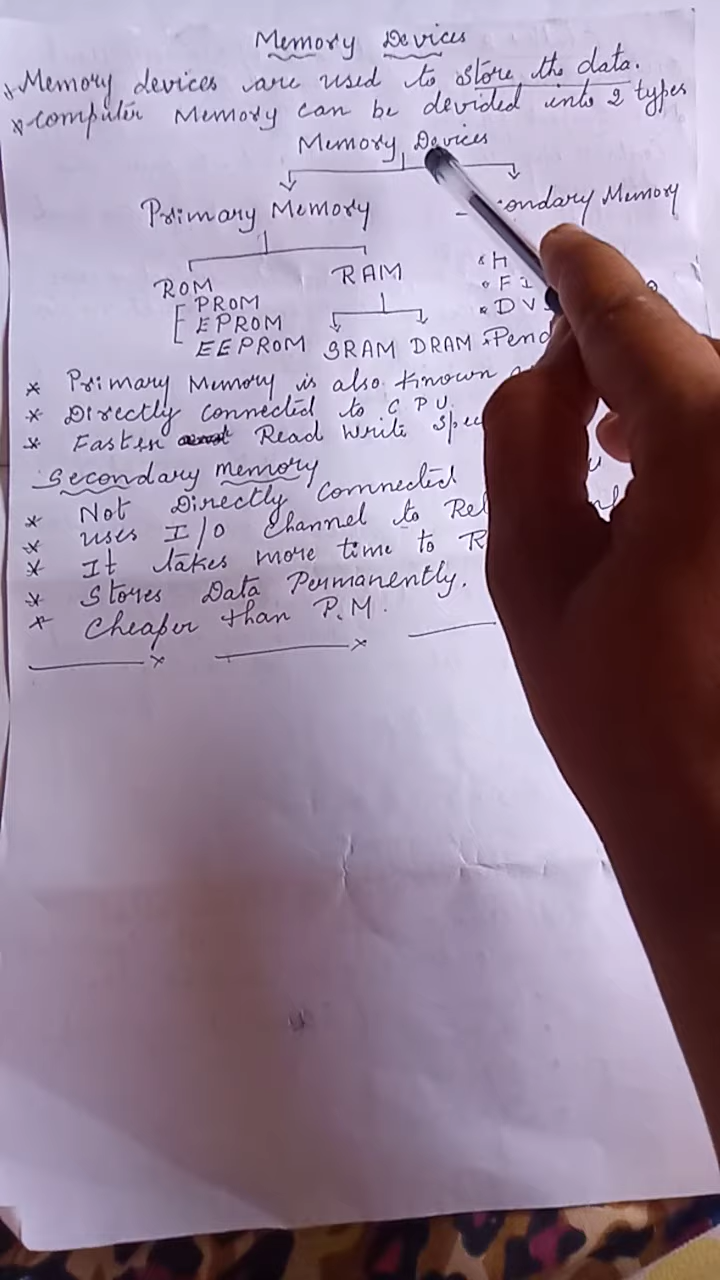 Memory Devices
* Memory devices are used to store the data.
* computer Memory can be devided into 2 types
Memory Devices
Primary Memory
ondary Memory
ROM
PROM
EPROM
EEPROM
RAM
SRAM DRAM
* H
* F
* DV
* Pend
* Primary Memory is also known
* Directly connected to CPU.
* Faster Read Write
Secondary memory
* Not Directly connected
* uses I/O channel to
* It takes more time to R
* Stores Data Permanently.
* Cheaper than P.M.